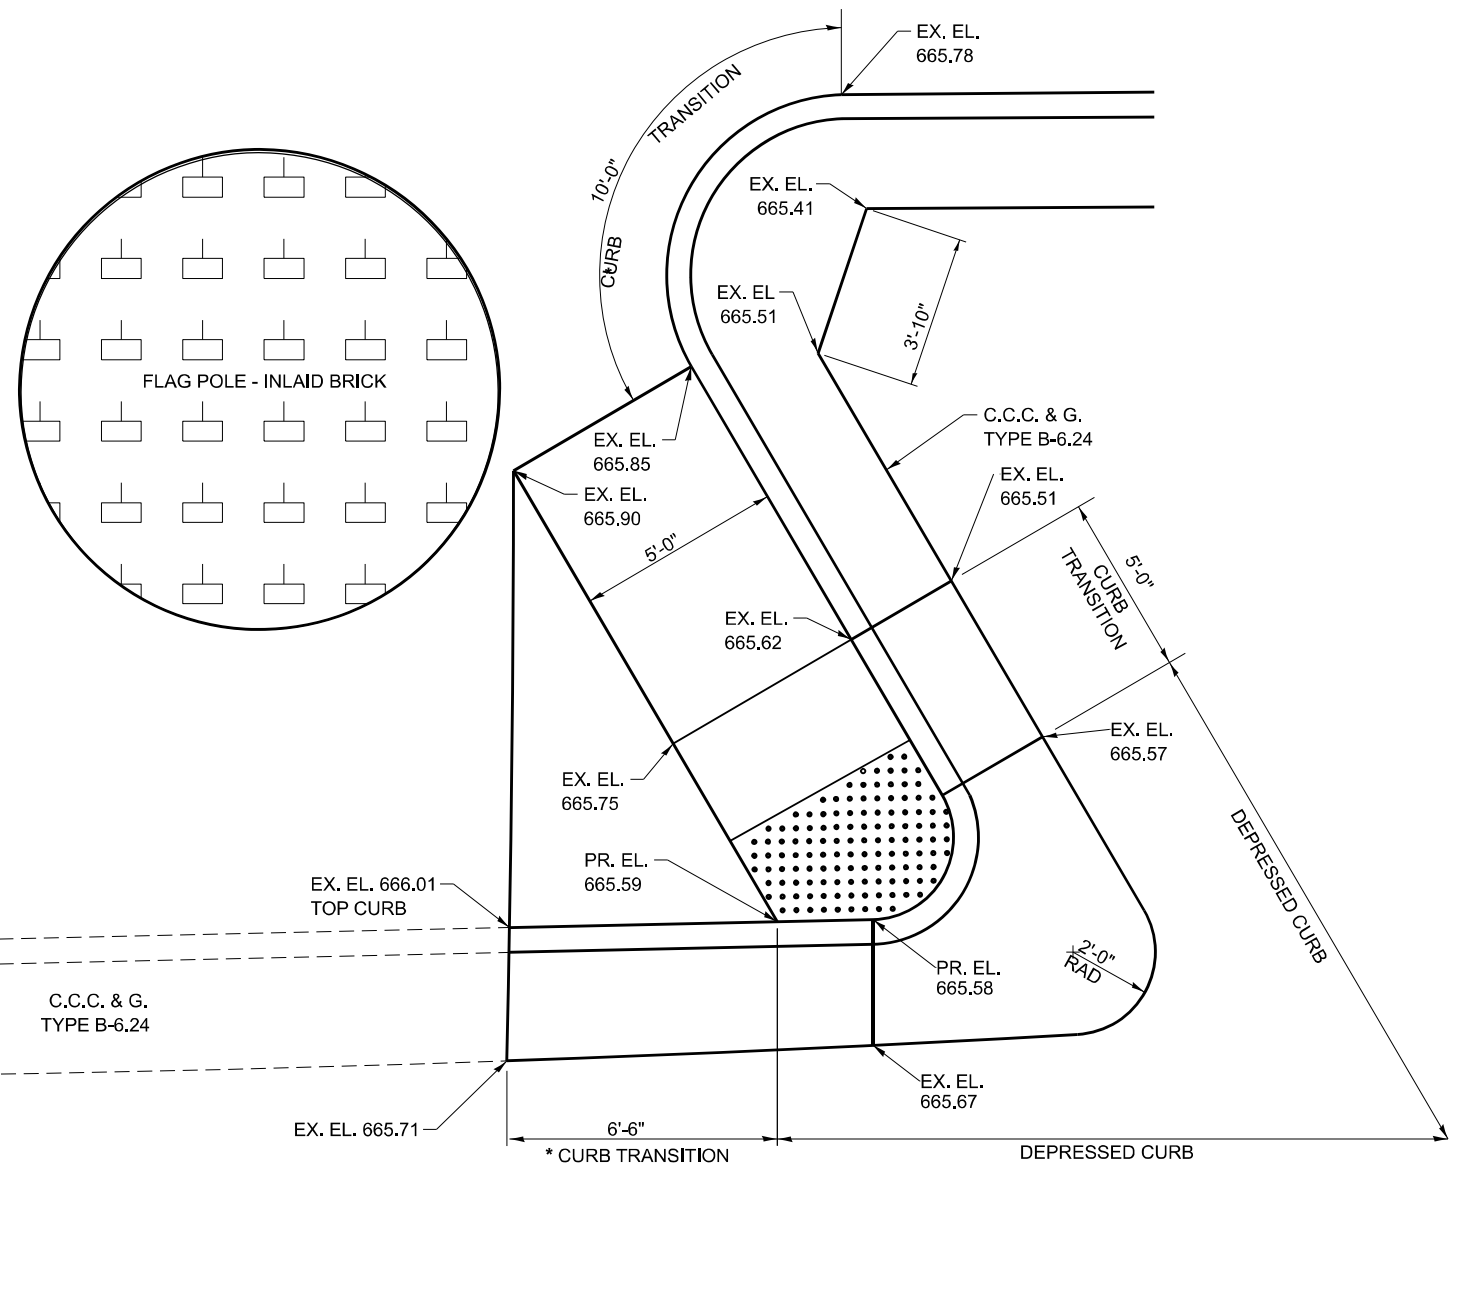 EX. EL.
665.78
TRANSITION
10'-0"
CURB
*
EX. EL.
665.41
EX. EL
665.51
3'-10"
FLAG POLE - INLAID BRICK
C.C.C. & G.
TYPE B-6.24
EX. EL.
665.85
EX. EL.
665.51
EX. EL.
665.90
5'-0"
5'-0"
CURB
TRANSITION
EX. EL.
665.62
EX. EL.
665.57
EX. EL.
665.75
DEPRESSED CURB
PR. EL.
665.59
EX. EL. 666.01
TOP CURB
2'-0"
RAD
PR. EL.
665.58
C.C.C. & G.
TYPE B-6.24
EX. EL.
665.67
EX. EL. 665.71
6'-6"
* CURB TRANSITION
DEPRESSED CURB